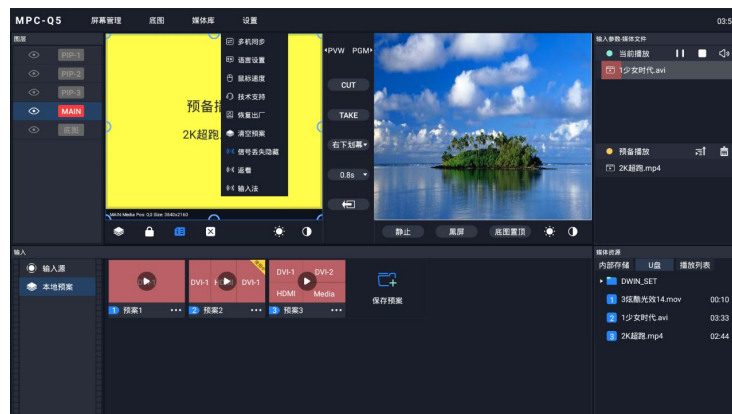 MPC-Q5 屏幕管理 底图 媒体库 设置 03:5
图层
PIP-1
PIP-2
PIP-3
MAIN
底图
多机同步
语言设置
鼠标速度
技术支持
恢复出厂
清空预案
信号丢失隐藏
返看
输入法
预备播
2K超跑
MAIN:Media Pos: 0,0 Size: 3840x2160
PVW PGM
CUT
TAKE
右下划幕
0.8s
静止 黑屏 底图置顶
输入参数-媒体文件
当前播放
1少女时代.avi
预备播放
2K超跑.mp4
输入
输入源
本地预案
DVI-1 DVI-1
DVI-1 DVI-2
HDMI Media
1 预案1 •••
2 预案2 •••
3 预案3 •••
保存预案
媒体资源
内部存储 U盘 播放列表
DWIN_SET
1 3炫酷光效14.mov 00:10
2 1少女时代.avi 03:33
3 2K超跑.mp4 02:44